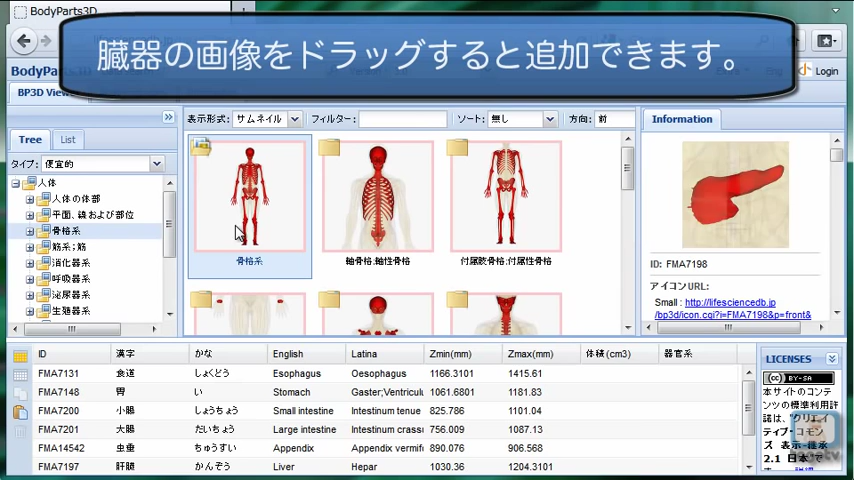 BodyParts3D
臓器の画像をドラッグすると追加できます。
BodyParts3D
Login
BP3D View
表示形式: サムネイル フィルター: ソート: 無し 方向: 前
Information
Tree List
タイプ: 便宜的
人体
人体の体部
平面、線および部位
骨格系
筋系;筋
消化器系
呼吸器系
泌尿器系
生殖器系
骨格系
軸骨格;軸性骨格
付属肢骨格;付属性骨格
ID: FMA7198
アイコンURL:
Small : http://lifesciencedb.jp
/bp3d/icon.cgi?i=FMA7198&p=front&
ID 漢字 かな English Latina Zmin(mm) Zmax(mm) 体積 (cm3) 器官系
FMA7131 食道 しょくどう Esophagus Oesophagus 1166.3101 1415.61
FMA7148 胃 い Stomach Gaster;Ventriculu 1061.6801 1181.83
FMA7200 小腸 しょうちょう Small intestine Intestinum tenue 825.786 1101.04
FMA7201 大腸 だいちょう Large intestine Intestinum crassu 756.009 1087.13
FMA14542 虫垂 ちゅうすい Appendix Appendix vermifo 890.076 906.568
FMA7197 肝臓 かんぞう Liver Hepar 1030.36 1204.3101
LICENSES
cc BY-SA
本サイトのコンテ
ンツの標準利用許
諾は、"クリエイ
ティブ・コモン
ズ 表示-継承
2.1 日本"で